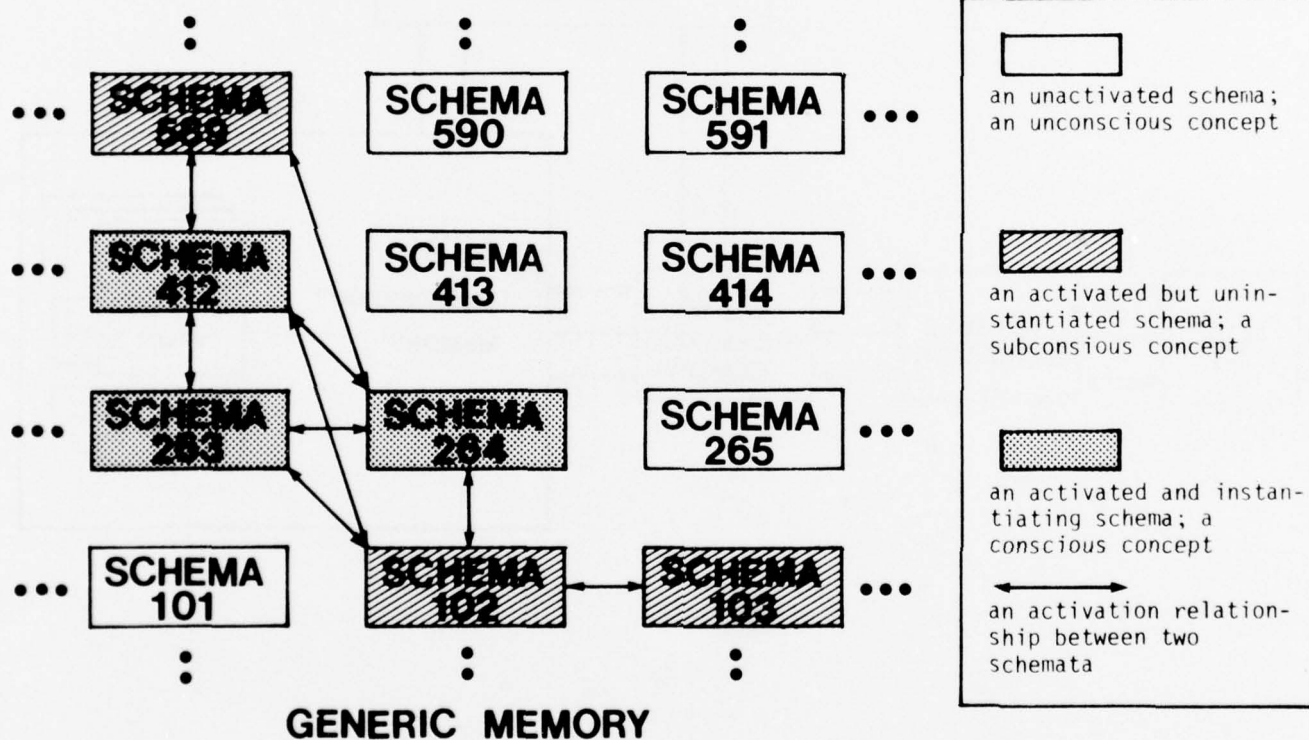 SCHEMA
589
SCHEMA
590
SCHEMA
591
SCHEMA
412
SCHEMA
413
SCHEMA
414
SCHEMA
263
SCHEMA
264
SCHEMA
265
SCHEMA
101
SCHEMA
102
SCHEMA
103
GENERIC MEMORY
an unactivated schema;
an unconscious concept
an activated but unin-
stantiated schema; a
subconsious concept
an activated and instan-
tiating schema; a
conscious concept
an activation relation-
ship between two
schemata